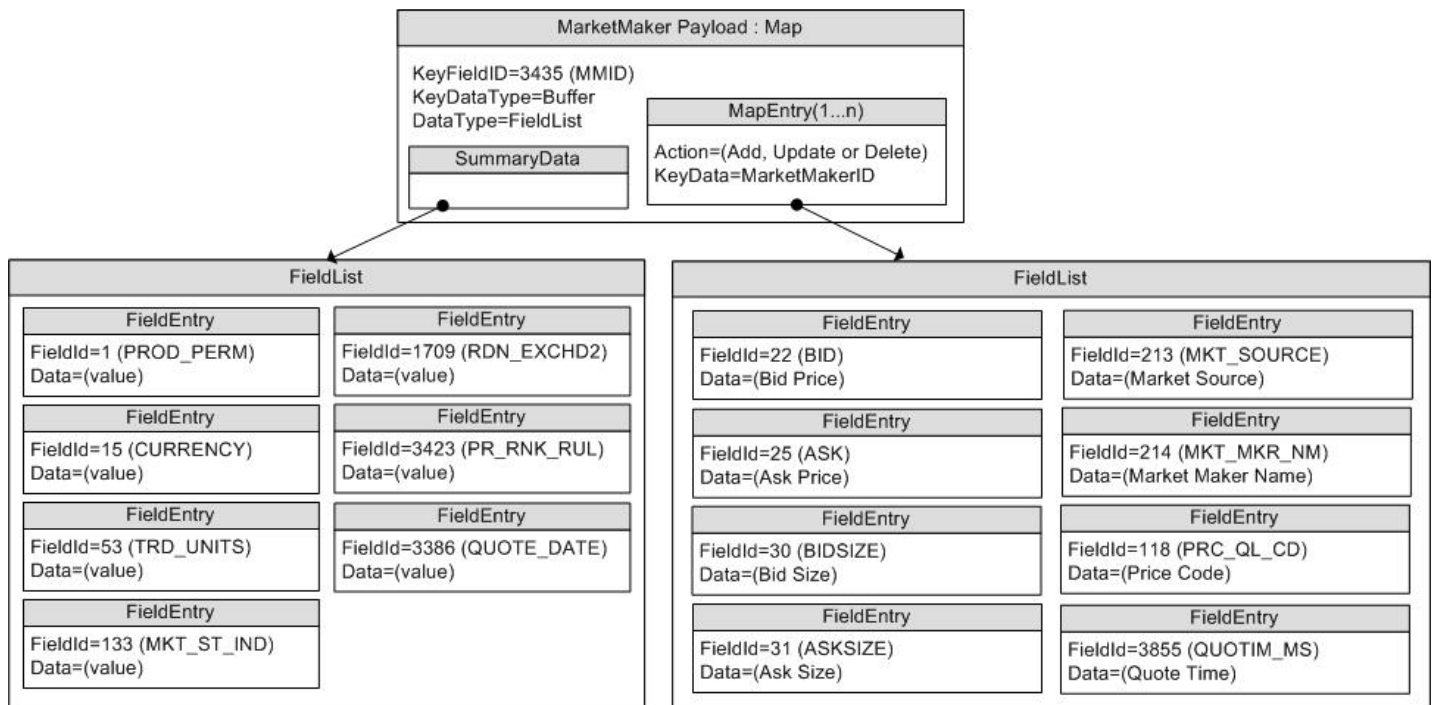 MarketMaker Payload : Map
KeyFieldID=3435 (MMID)
KeyDataType=Buffer
DataType=FieldList
SummaryData
MapEntry(1...n)
Action=(Add, Update or Delete)
KeyData=MarketMakerID
FieldList
FieldEntry
FieldId=1 (PROD_PERM)
Data=(value)
FieldEntry
FieldId=1709 (RDN_EXCHD2)
Data=(value)
FieldEntry
FieldId=15 (CURRENCY)
Data=(value)
FieldEntry
FieldId=3423 (PR_RNK_RUL)
Data=(value)
FieldEntry
FieldId=53 (TRD_UNITS)
Data=(value)
FieldEntry
FieldId=3386 (QUOTE_DATE)
Data=(value)
FieldEntry
FieldId=133 (MKT_ST_IND)
Data=(value)
FieldList
FieldEntry
FieldId=22 (BID)
Data=(Bid Price)
FieldEntry
FieldId=213 (MKT_SOURCE)
Data=(Market Source)
FieldEntry
FieldId=25 (ASK)
Data=(Ask Price)
FieldEntry
FieldId=214 (MKT_MKR_NM)
Data=(Market Maker Name)
FieldEntry
FieldId=30 (BIDSIZE)
Data=(Bid Size)
FieldEntry
FieldId=118 (PRC_QL_CD)
Data=(Price Code)
FieldEntry
FieldId=31 (ASKSIZE)
Data=(Ask Size)
FieldEntry
FieldId=3855 (QUOTIM_MS)
Data=(Quote Time)